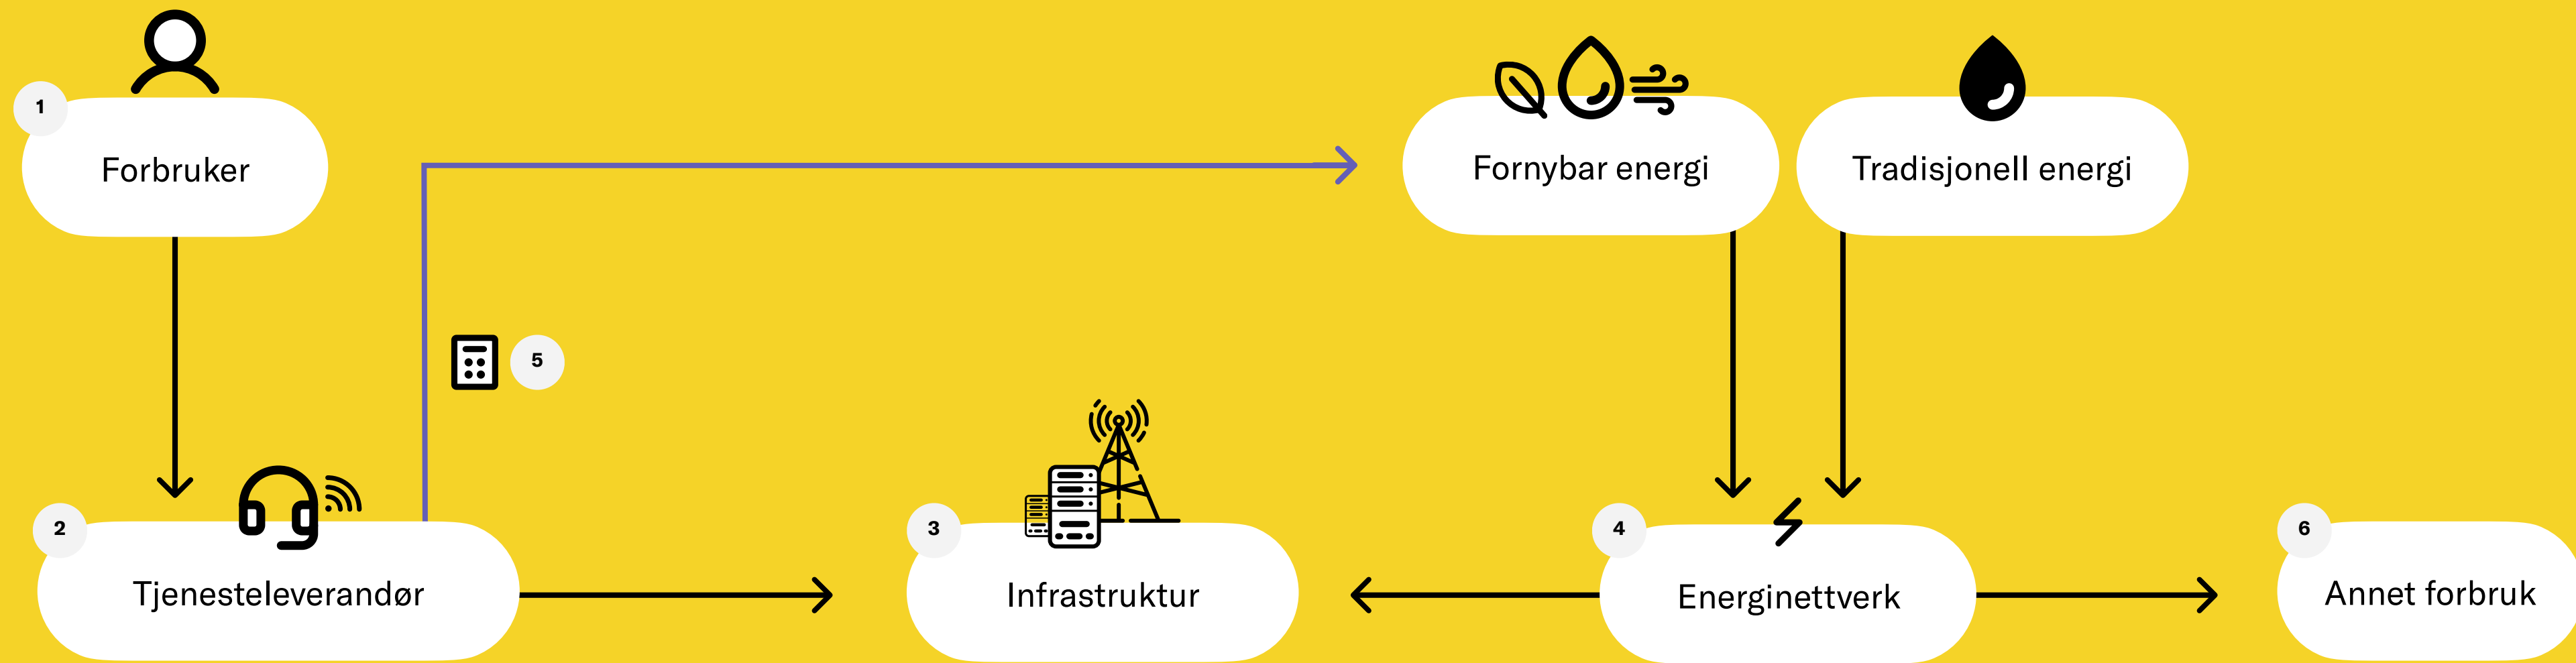 1
Forbruker
Fornybar energi
Tradisjonell energi
5
2
Tjenesteleverandør
3
Infrastruktur
4
Energinettverk
6
Annet forbruk